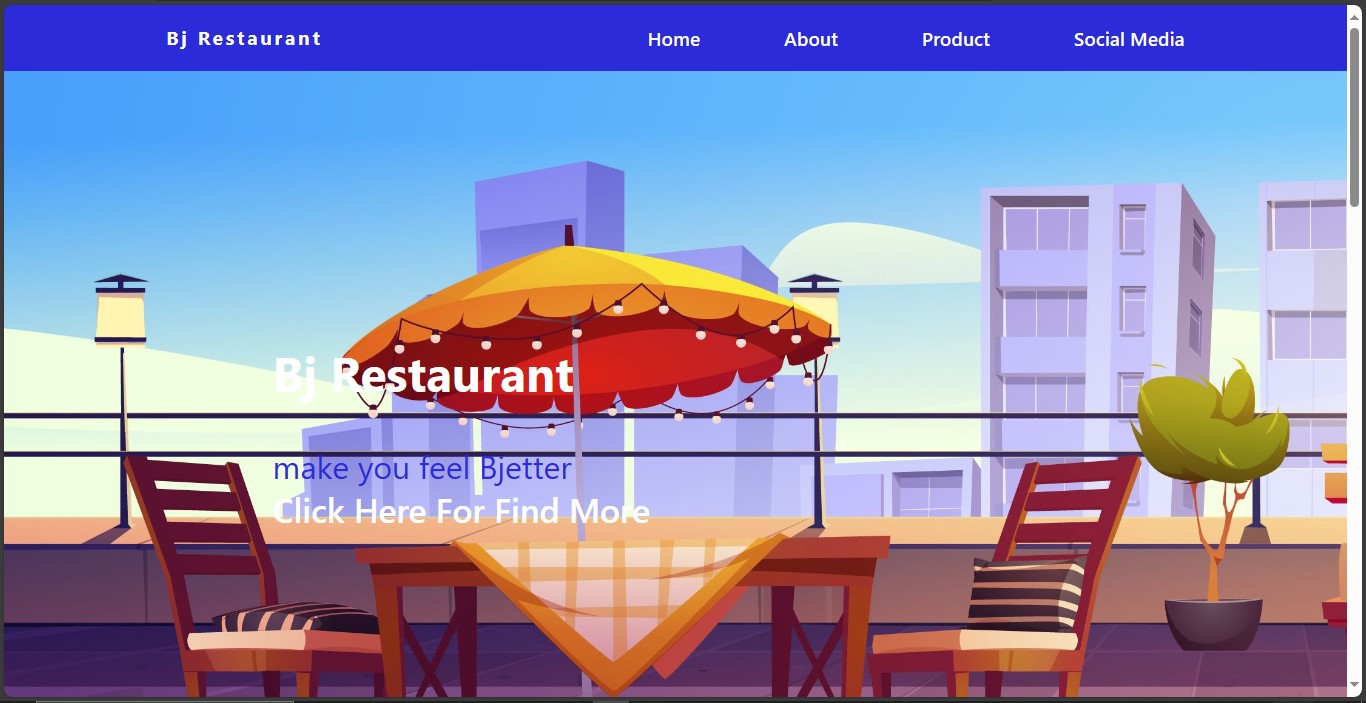 Bj Restaurant
Home About Product Social Media
Bj Restaurant
make you feel Bjetter
Click Here For Find More